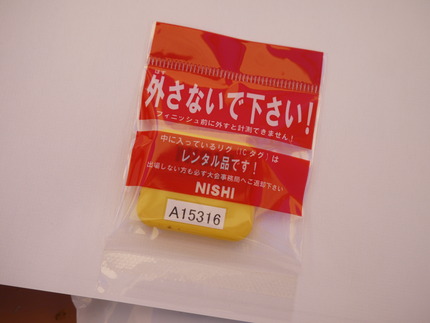 はず
外さないで下さい!
フィニッシュ前に外すと計測できません!
中に入っているリグ(ICタグ)は
レンタル品です!
出場しない方も必ず大会事務局へご返却下さい
NISHI
A15316